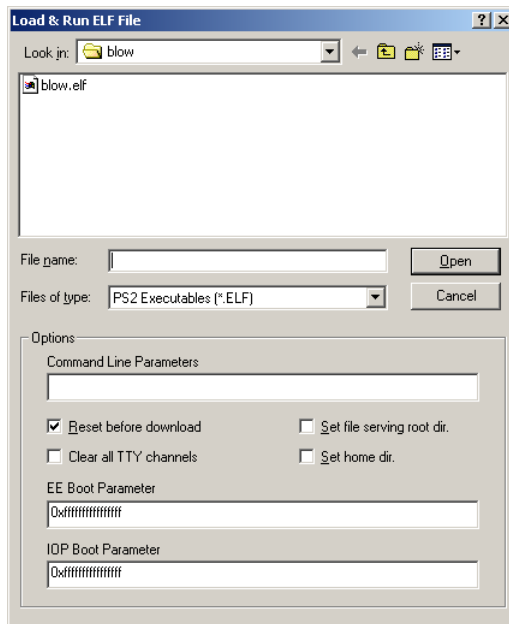 Load & Run ELF File
Look in: blow
blow.elf
File name:
Open
Files of type: PS2 Executables (*.ELF)
Cancel
Options
Command Line Parameters
Reset before download
Set file serving root dir.
Clear all TTY channels
Set home dir.
EE Boot Parameter
0xffffffffffffffff
IOP Boot Parameter
0xffffffffffffffff